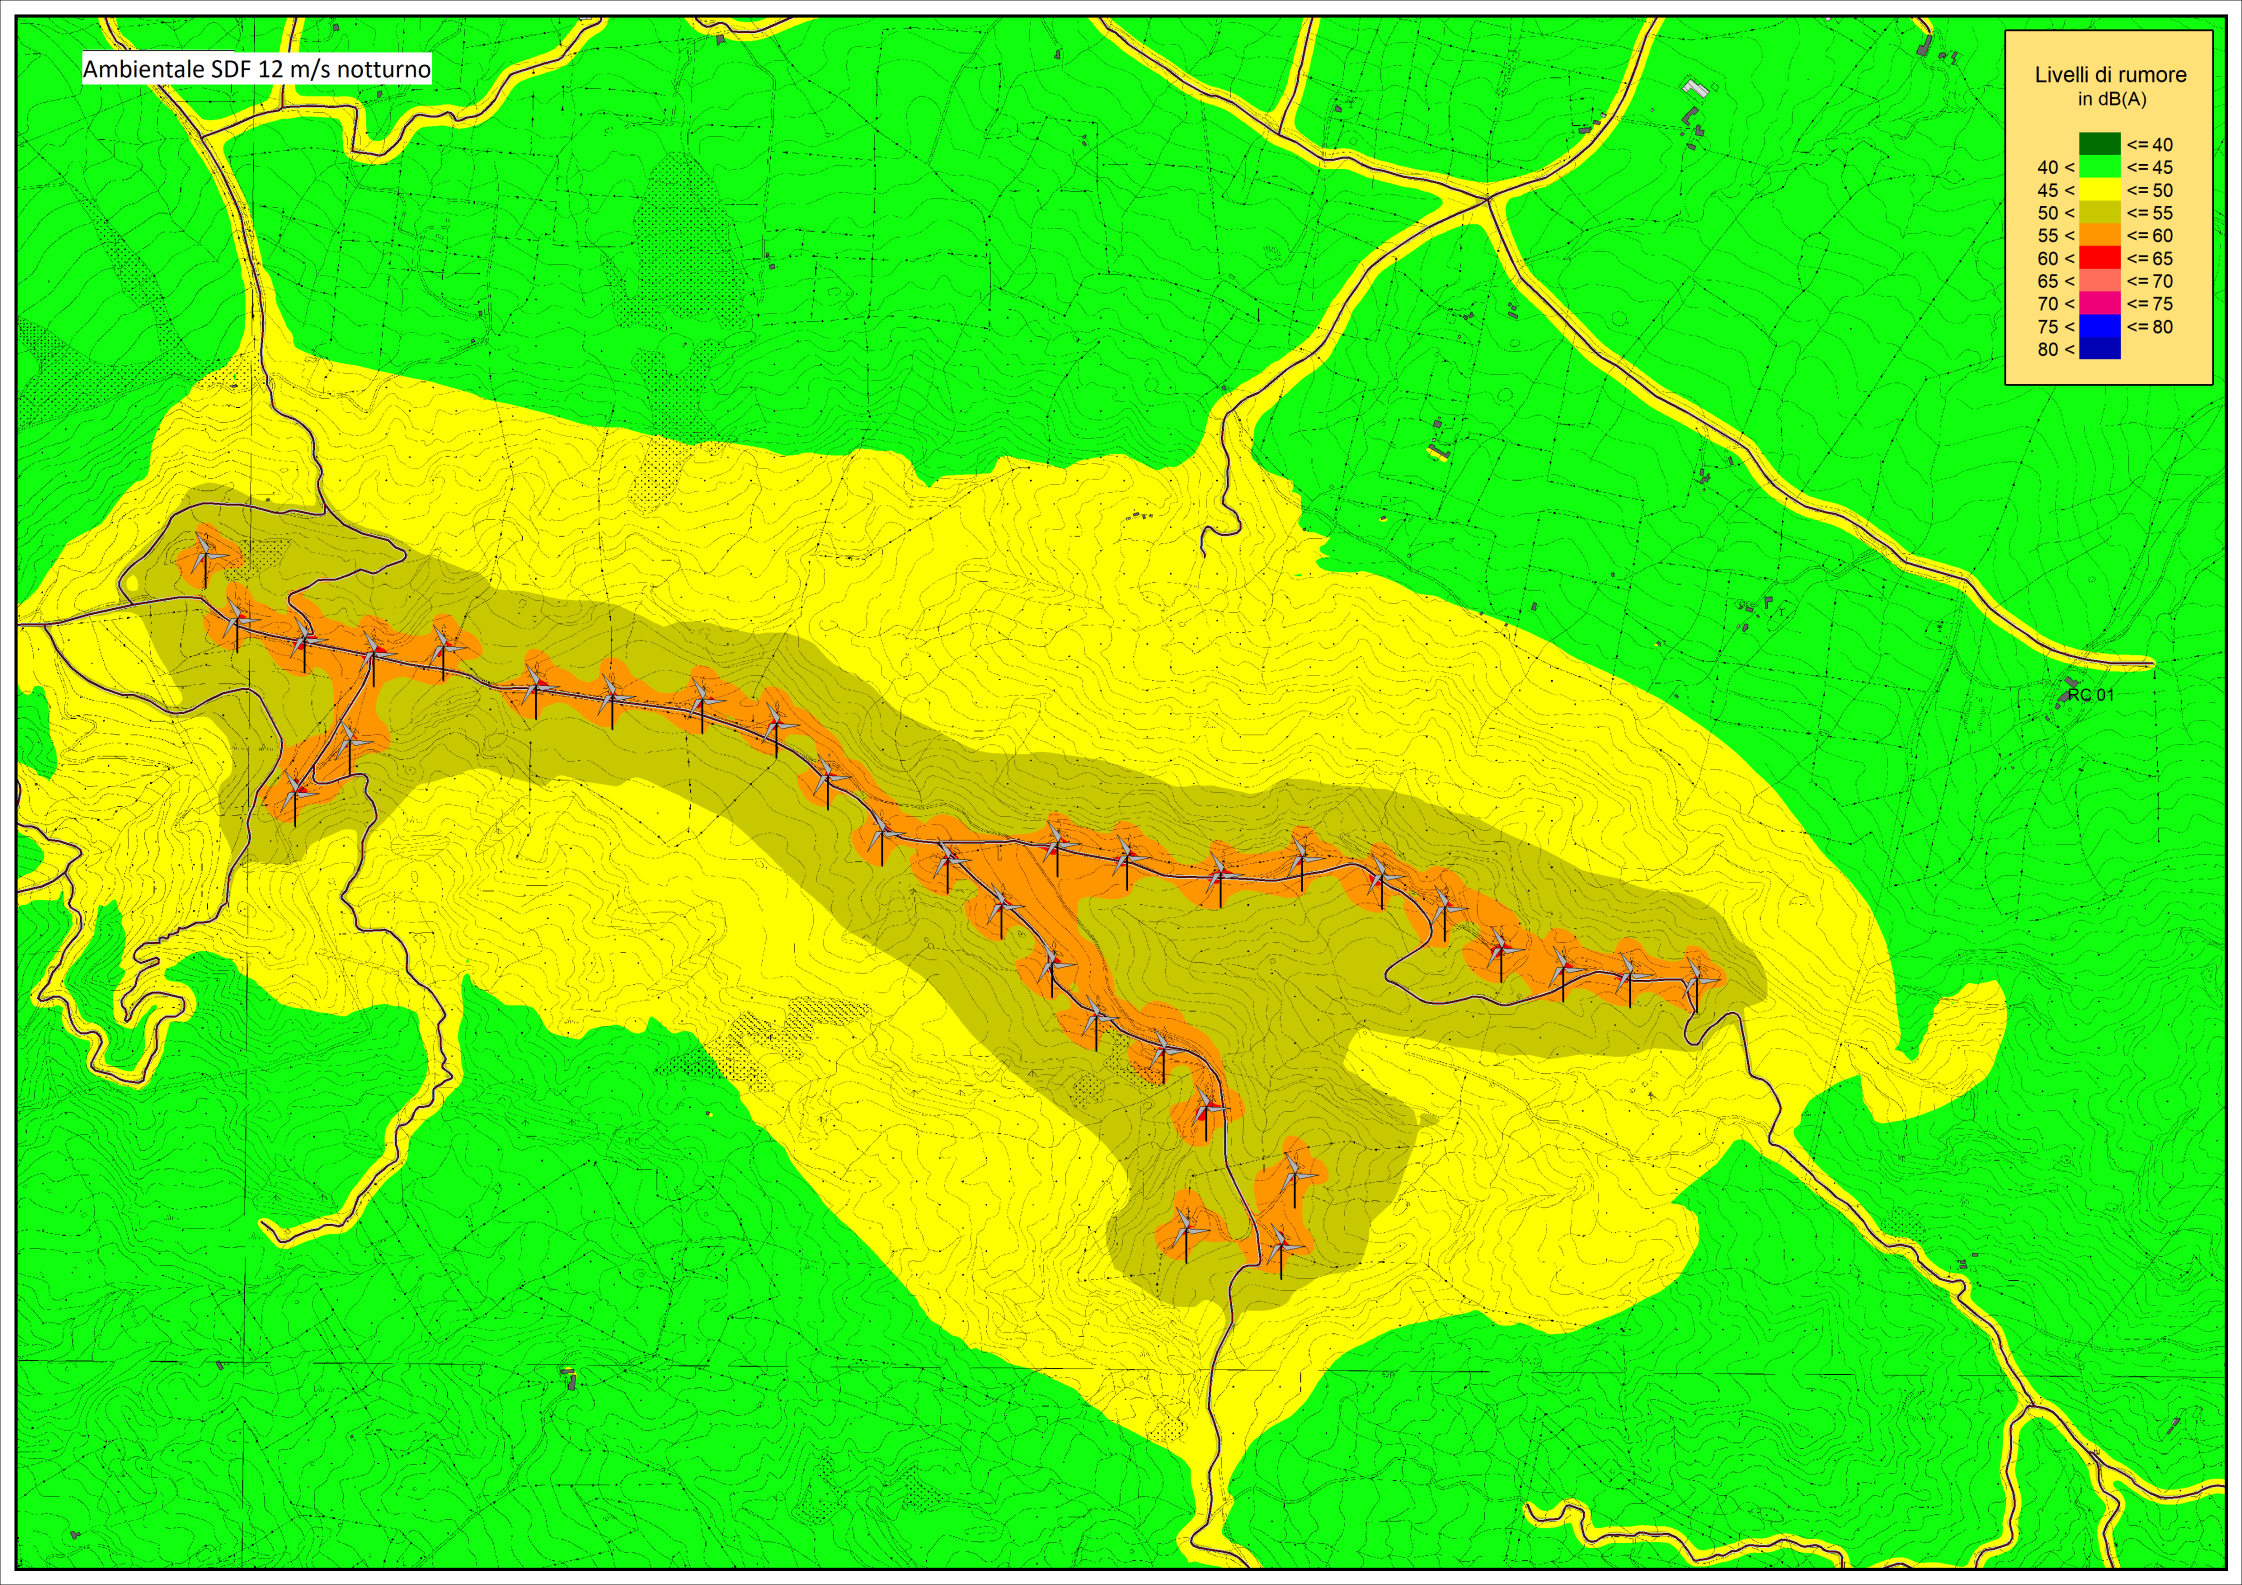 Ambientale SDF 12 m/s notturno
Livelli di rumore
in dB(A)
<= 40
40 < <= 45
45 < <= 50
50 < <= 55
55 < <= 60
60 < <= 65
65 < <= 70
70 < <= 75
75 < <= 80
80 <
RC 01